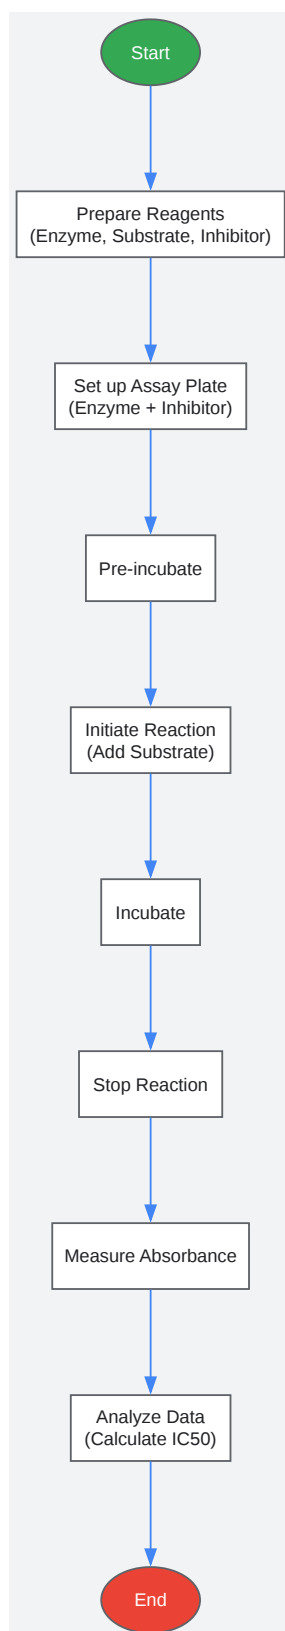 Start
Prepare Reagents
(Enzyme, Substrate, Inhibitor)
Set up Assay Plate
(Enzyme + Inhibitor)
Pre-incubate
Initiate Reaction
(Add Substrate)
Incubate
Stop Reaction
Measure Absorbance
Analyze Data
(Calculate IC50)
End